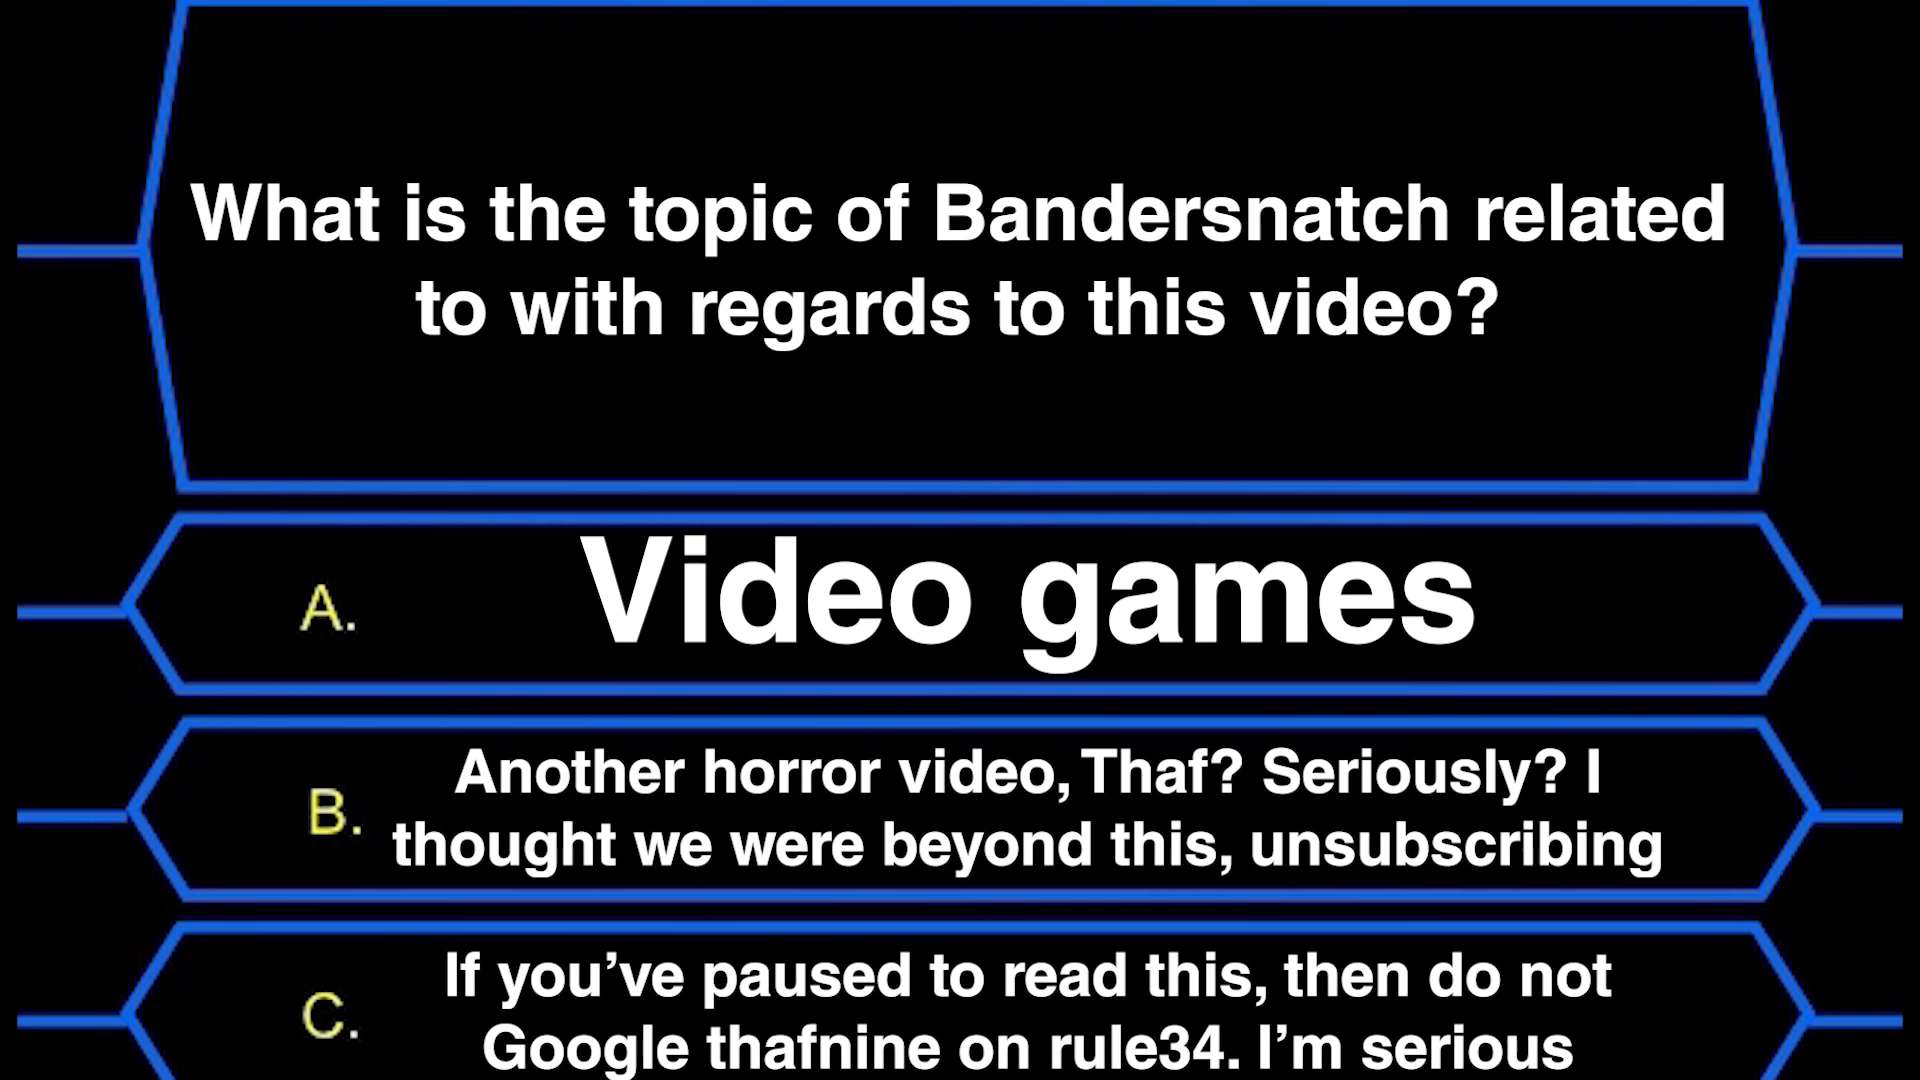 What is the topic of Bandersnatch related
to with regards to this video?
A. Video games
B. Another horror video, Thaf? Seriously? I
thought we were beyond this, unsubscribing
C. If you’ve paused to read this, then do not
Google thafnine on rule34. I’m serious